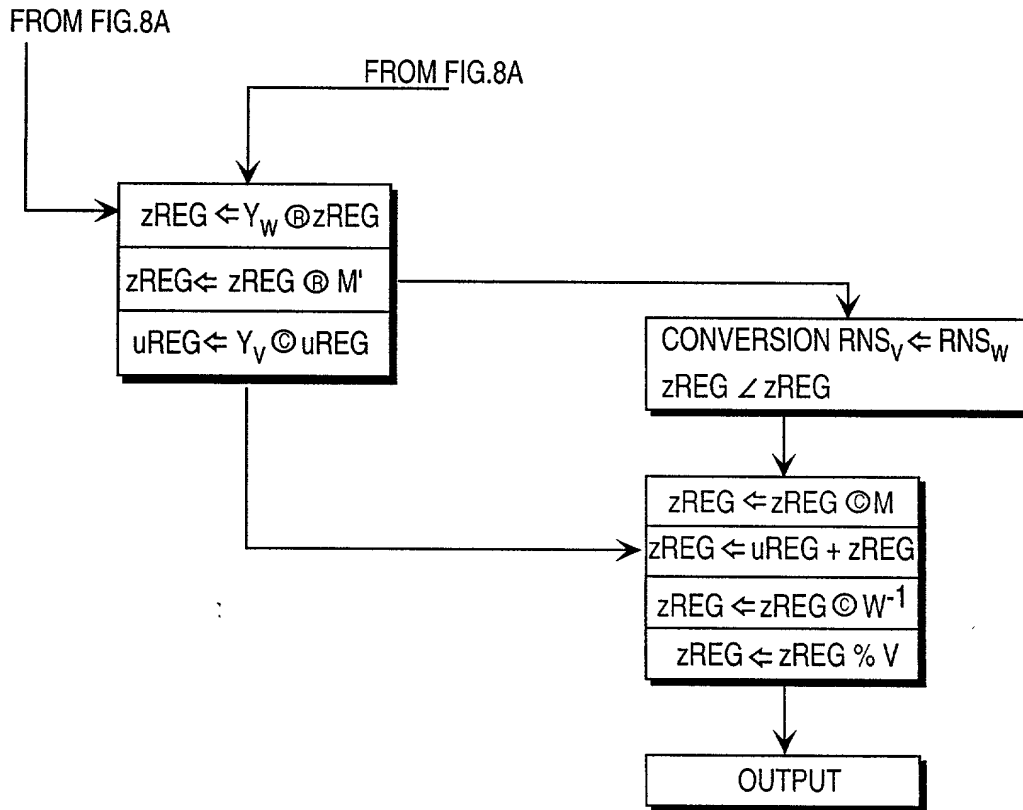 FROM FIG.8A
FROM FIG.8A
zREG ⇐ Y_W ® zREG
zREG ⇐ zREG ® M'
uREG ⇐ Y_V © uREG
CONVERSION RNS_V ⇐ RNS_W
zREG ∠ zREG
zREG ⇐ zREG © M
zREG ⇐ uREG + zREG
zREG ⇐ zREG © W⁻¹
zREG ⇐ zREG % V
OUTPUT